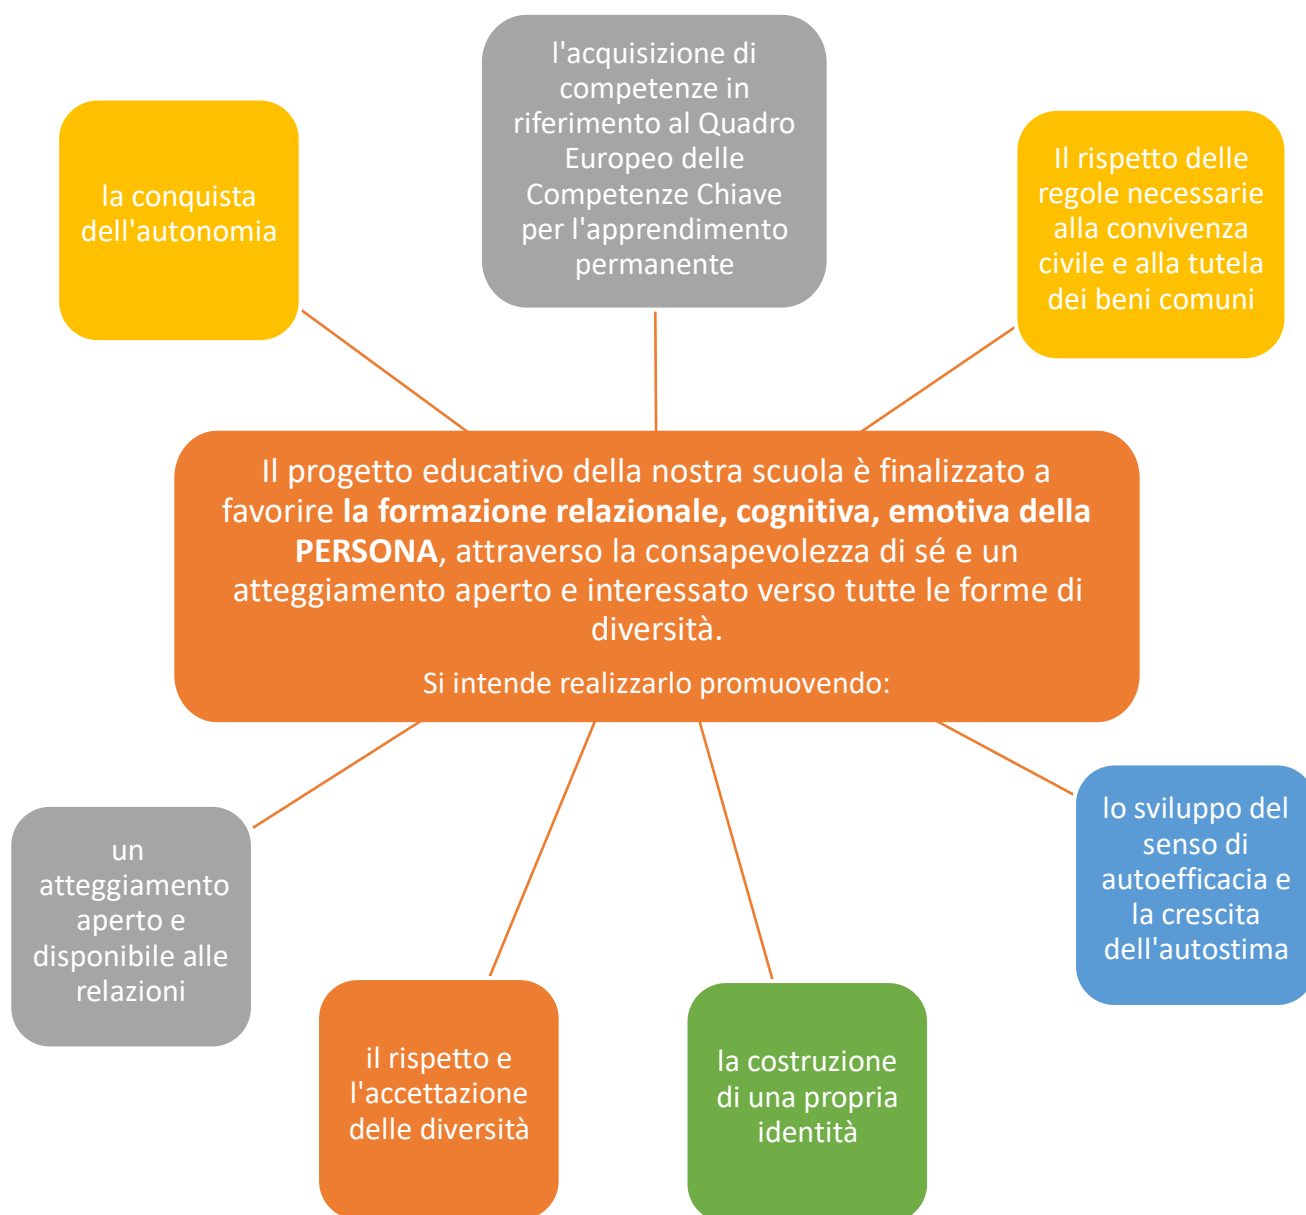 l'acquisizione di
competenze in
riferimento al Quadro
Europeo delle
Competenze Chiave
per l'apprendimento
permanente
la conquista
dell'autonomia
Il rispetto delle
regole necessarie
alla convivenza
civile e alla tutela
dei beni comuni
Il progetto educativo della nostra scuola è finalizzato a
favorire la formazione relazionale, cognitiva, emotiva della
PERSONA, attraverso la consapevolezza di sé e un
atteggiamento aperto e interessato verso tutte le forme di
diversità.
Si intende realizzarlo promuovendo:
un
atteggiamento
aperto e
disponibile alle
relazioni
il rispetto e
l'accettazione
delle diversità
la costruzione
di una propria
identità
lo sviluppo del
senso di
autoefficacia e
la crescita
dell'autostima